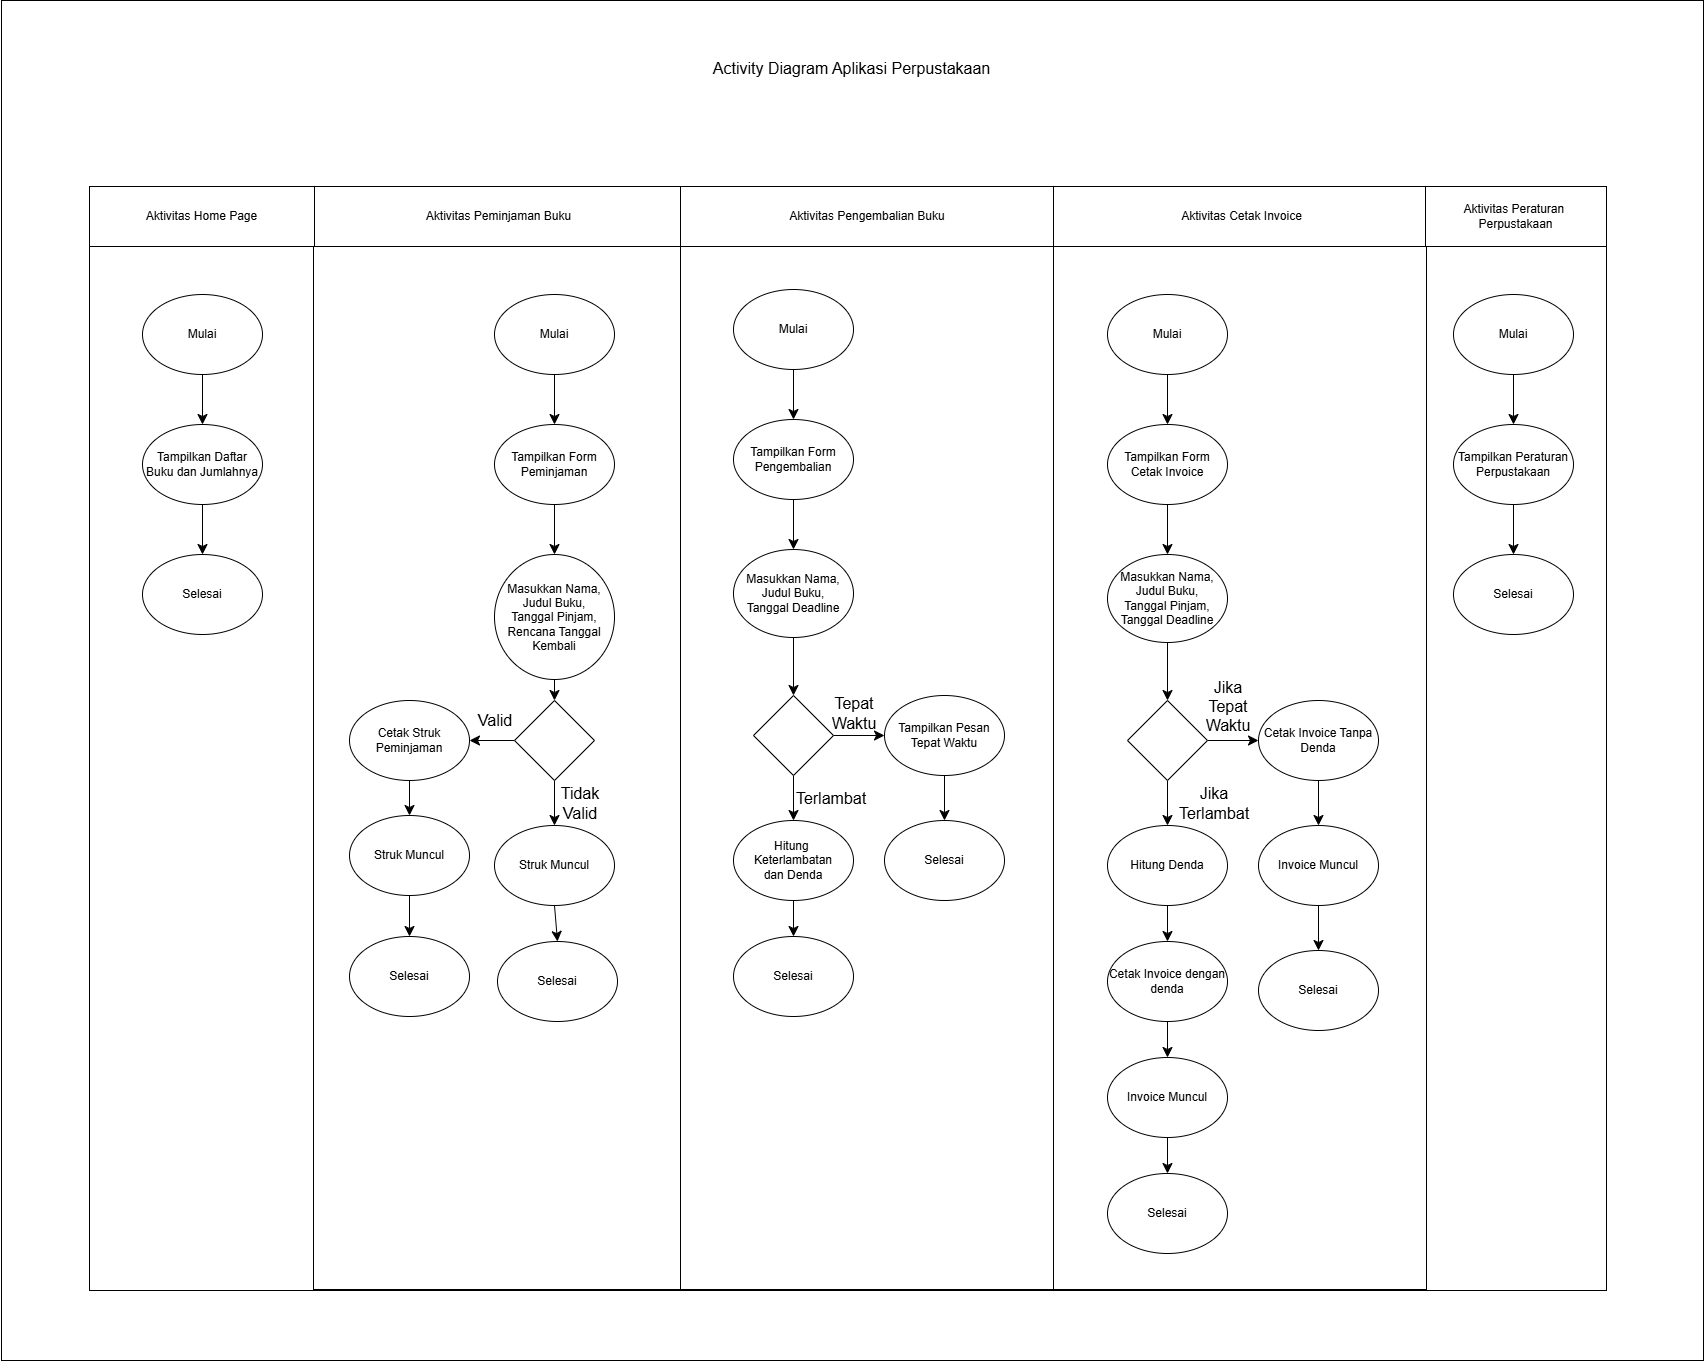 Activity Diagram Aplikasi Perpustakaan
Aktivitas Home Page
Aktivitas Peminjaman Buku
Aktivitas Pengembalian Buku
Aktivitas Cetak Invoice
Aktivitas Peraturan
Perpustakaan
Mulai
Tampilkan Daftar
Buku dan Jumlahnya
Selesai
Mulai
Tampilkan Form
Peminjaman
Masukkan Nama,
Judul Buku,
Tanggal Pinjam,
Rencana Tanggal
Kembali
Valid
Cetak Struk
Peminjaman
Struk Muncul
Selesai
Tidak
Valid
Struk Muncul
Selesai
Mulai
Tampilkan Form
Pengembalian
Masukkan Nama,
Judul Buku,
Tanggal Deadline
Tepat
Waktu
Tampilkan Pesan
Tepat Waktu
Selesai
Terlambat
Hitung
Keterlambatan
dan Denda
Selesai
Mulai
Tampilkan Form
Cetak Invoice
Masukkan Nama,
Judul Buku,
Tanggal Pinjam,
Tanggal Deadline
Jika
Tepat
Waktu
Cetak Invoice Tanpa
Denda
Invoice Muncul
Selesai
Jika
Terlambat
Hitung Denda
Cetak Invoice dengan
denda
Invoice Muncul
Selesai
Mulai
Tampilkan Peraturan
Perpustakaan
Selesai